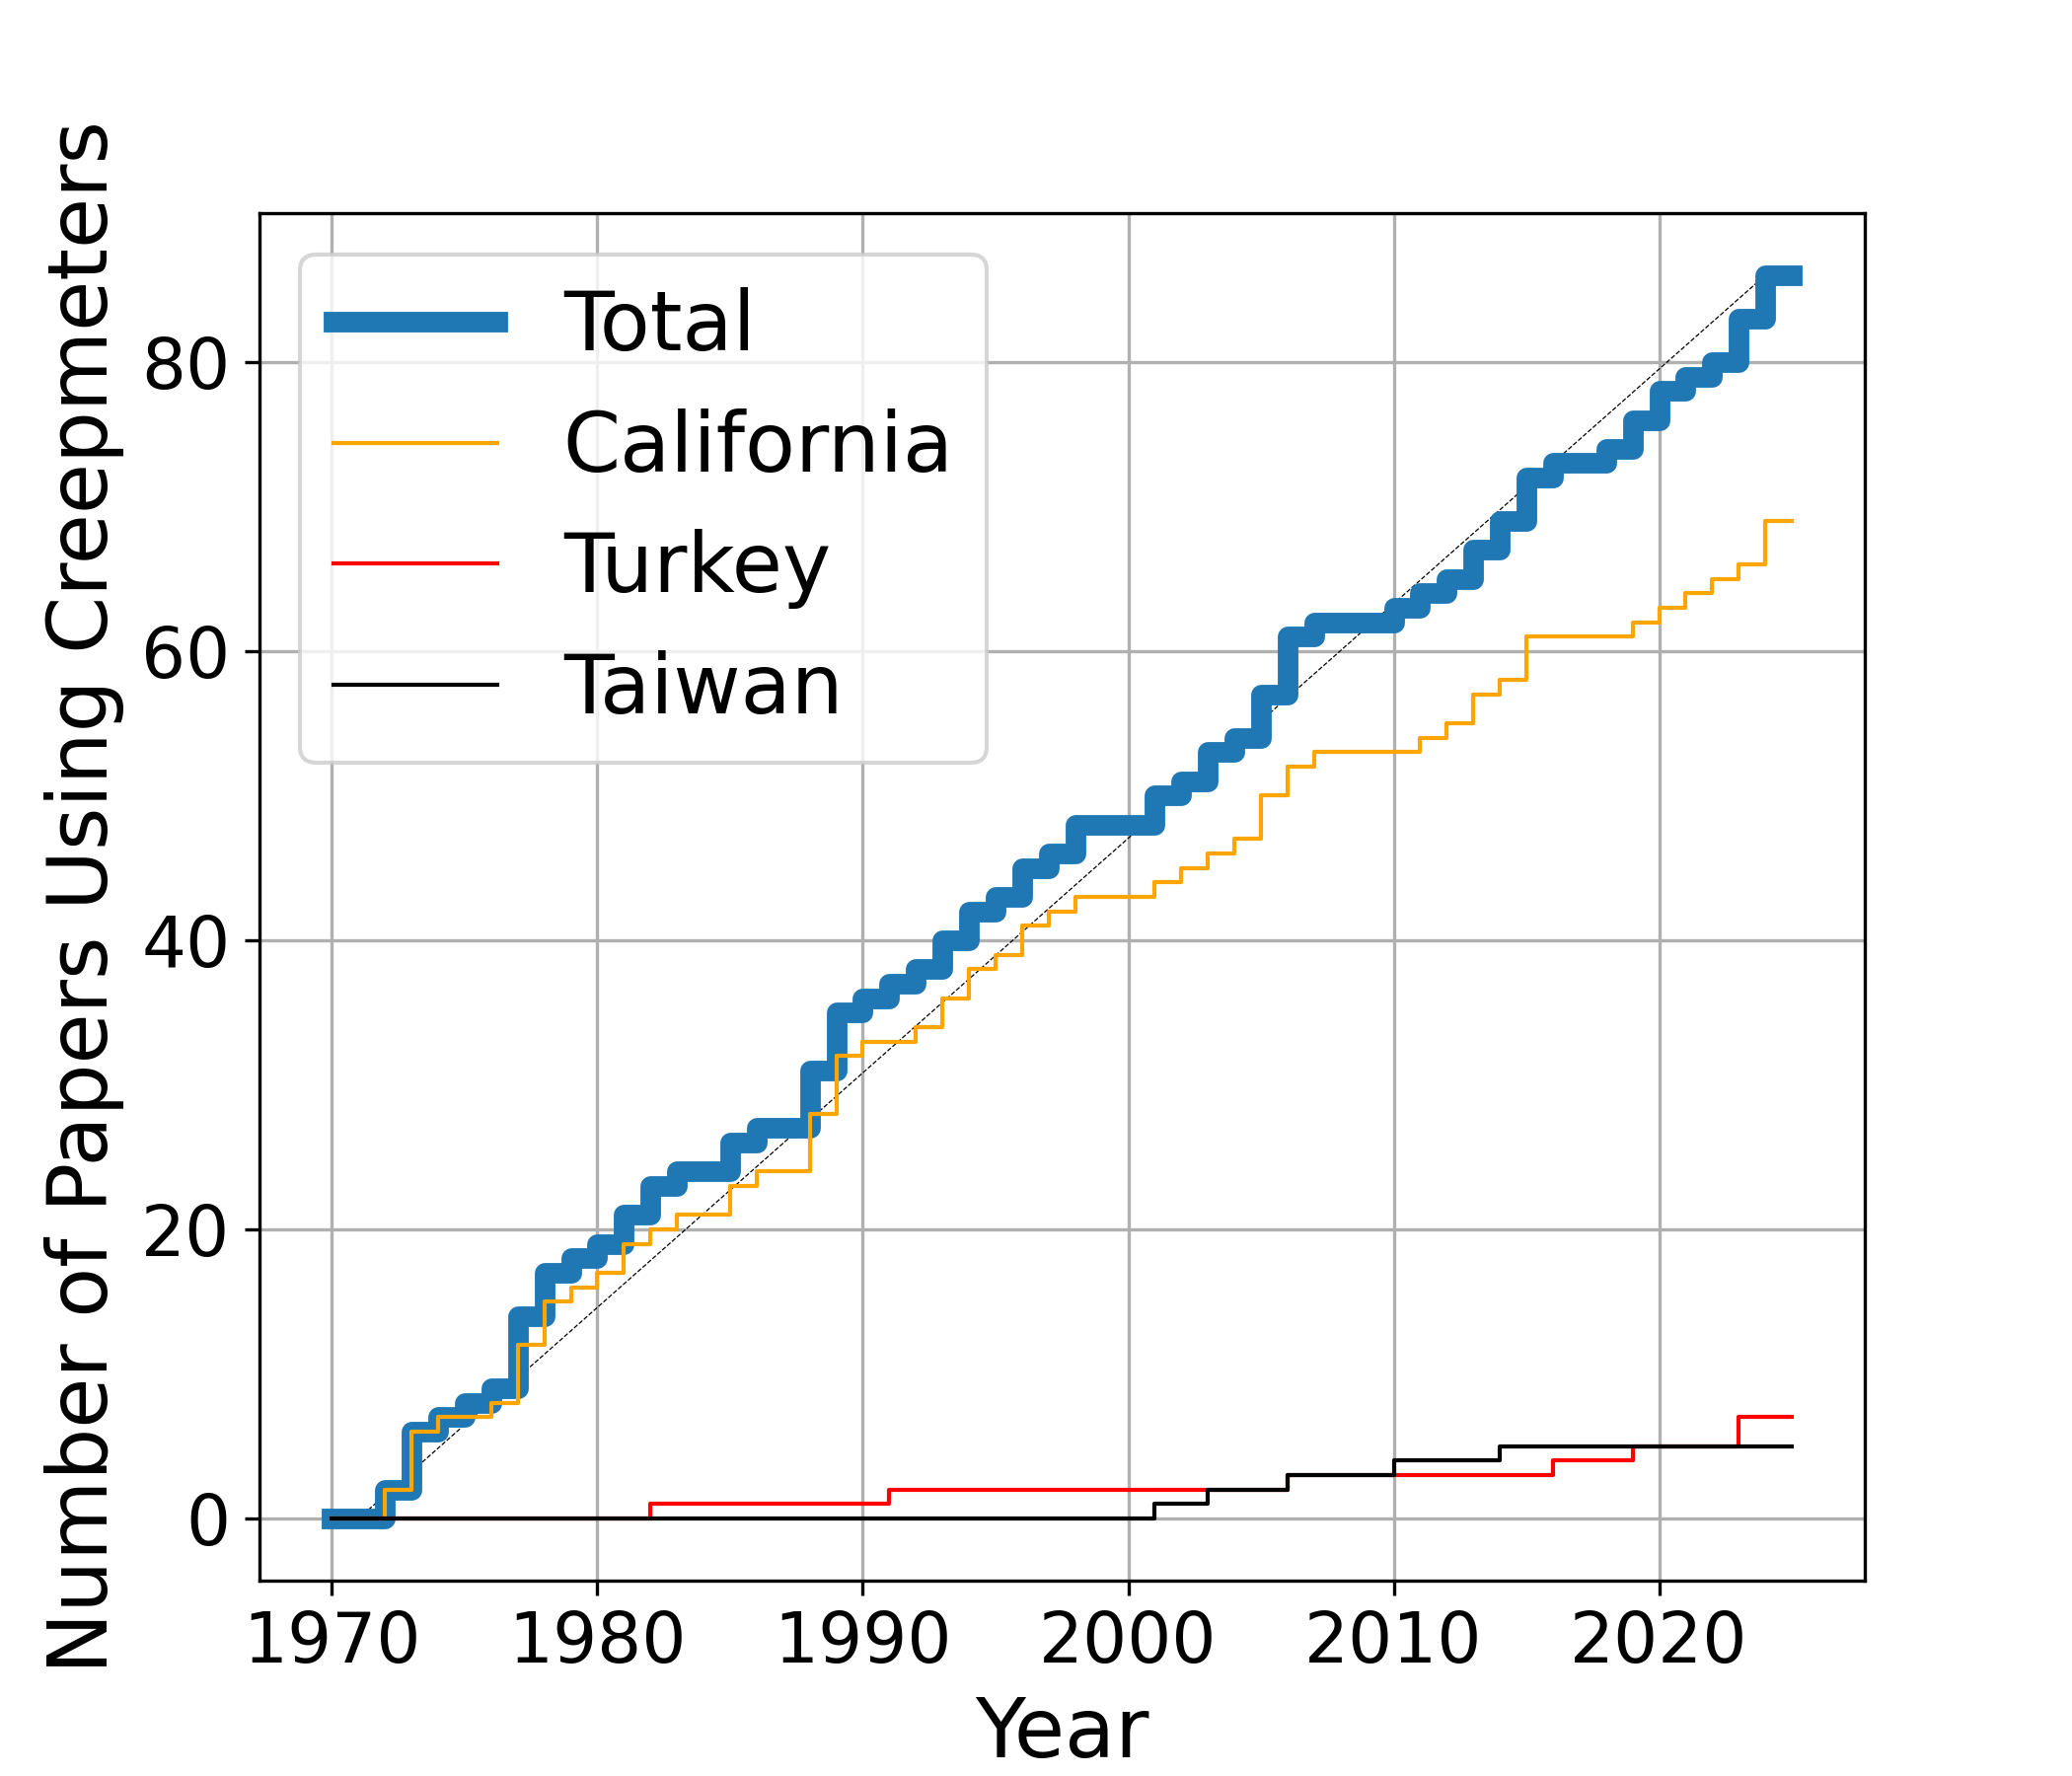 Number of Papers Using Creepmeters
80
60
40
20
0
Total
California
Turkey
Taiwan
1970 1980 1990 2000 2010 2020
Year